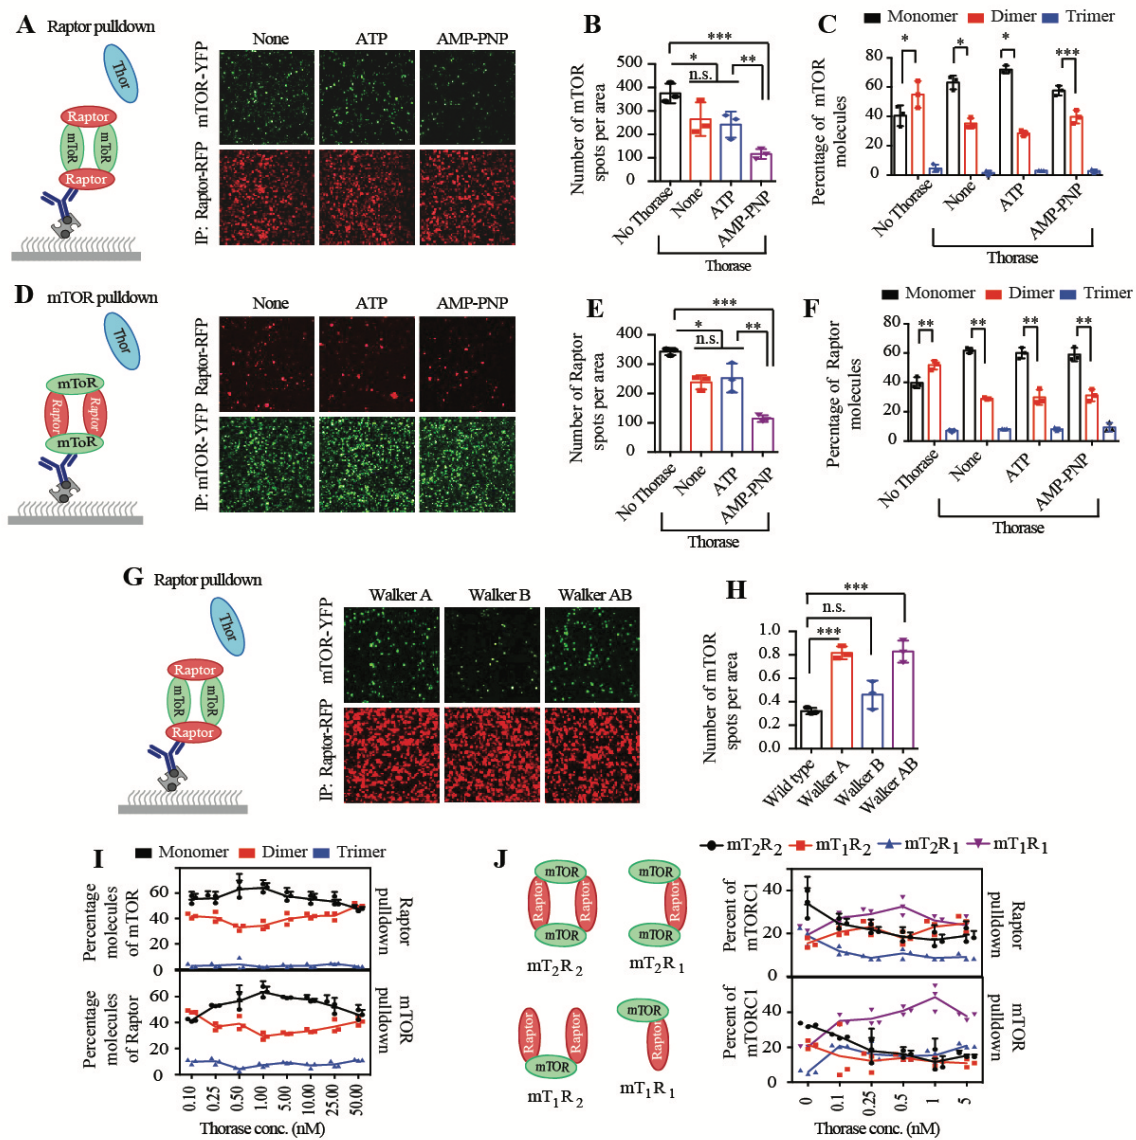 A
Raptor pulldown
Thor
Raptor
mToR
mToR
Raptor
None
ATP
AMP-PNP
mTOR-YFP
IP: Raptor-RFP
B
Number of mTOR
spots per area
500
400
300
200
100
0
***
*
**
n.s.
No Thorase
None
ATP
AMP-PNP
Thorase
C
Monomer
Dimer
Trimer
Percentage of mTOR
molecules
80
60
40
20
0
*
*
*
***
No Thorase
None
ATP
AMP-PNP
Thorase
D
mTOR pulldown
Thor
mToR
Raptor
Raptor
mToR
None
ATP
AMP-PNP
Raptor-RFP
IP: mTOR-YFP
E
Number of Raptor
spots per area
400
300
200
100
0
***
*
**
n.s.
No Thorase
None
ATP
AMP-PNP
Thorase
F
Monomer
Dimer
Trimer
Percntage of Raptor
molecules
80
60
40
20
0
**
**
**
**
No Thorase
None
ATP
AMP-PNP
Thorase
G
Raptor pulldown
Thor
Raptor
mToR
mToR
Raptor
Walker A
Walker B
Walker AB
mTOR-YFP
IP: Raptor-RFP
H
Number of mTOR
spots per area
1.0
0.8
0.6
0.4
0.2
0.0
***
n.s.
***
Wild type
Walker A
Walker B
Walker AB
I
Monomer
Dimer
Trimer
Percentage
molecules
of mTOR
60
40
20
0
Raptor
pulldown
Percentage
molecules
of Raptor
60
40
20
0
mTOR
pulldown
0.10
0.25
0.50
1.00
5.00
10.00
25.00
50.00
Thorase conc. (nM)
J
mTOR
Raptor
Raptor
mTOR
mT2R2
mTOR
Raptor
mTOR
mT2R1
Raptor
Raptor
mTOR
mT1R2
mTOR
Raptor
mT1R1
mT2R2
mT1R2
mT2R1
mT1R1
Percent of
mTORC1
40
20
0
Raptor
pulldown
Percent of
mTORC1
40
20
0
mTOR
pulldown
0
0.1
0.25
0.5
1
5
Thorase conc. (nM)